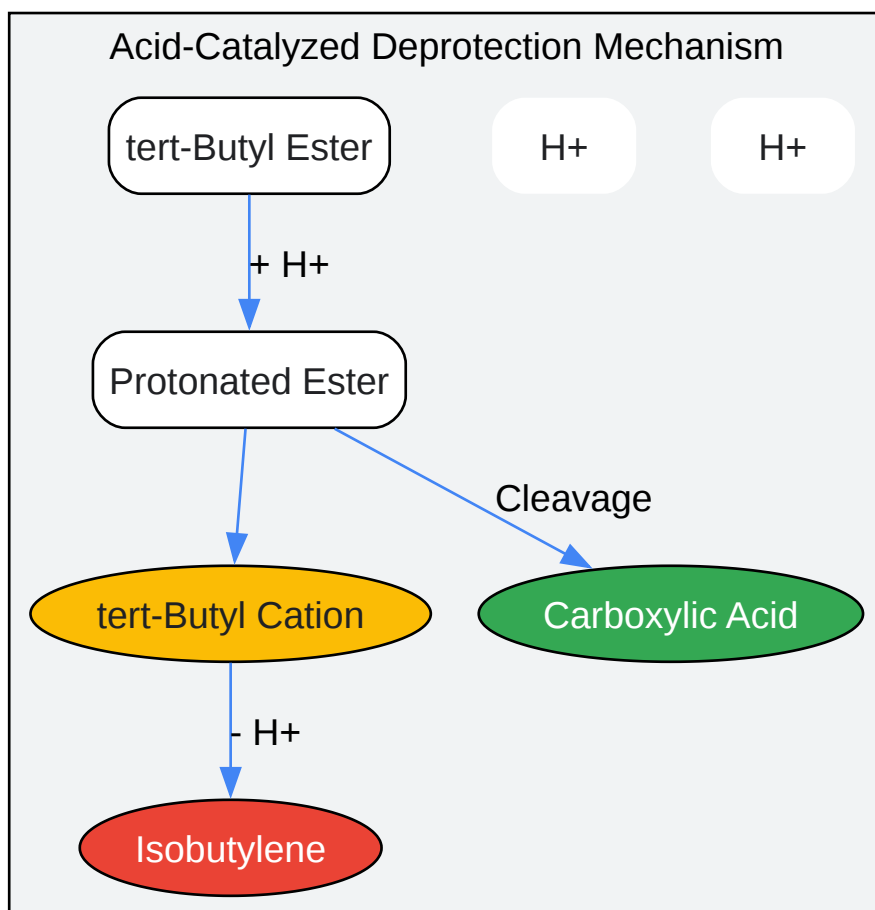 Acid-Catalyzed Deprotection Mechanism
tert-Butyl Ester
H+
H+
+ H+
Protonated Ester
Cleavage
tert-Butyl Cation
Carboxylic Acid
- H+
Isobutylene